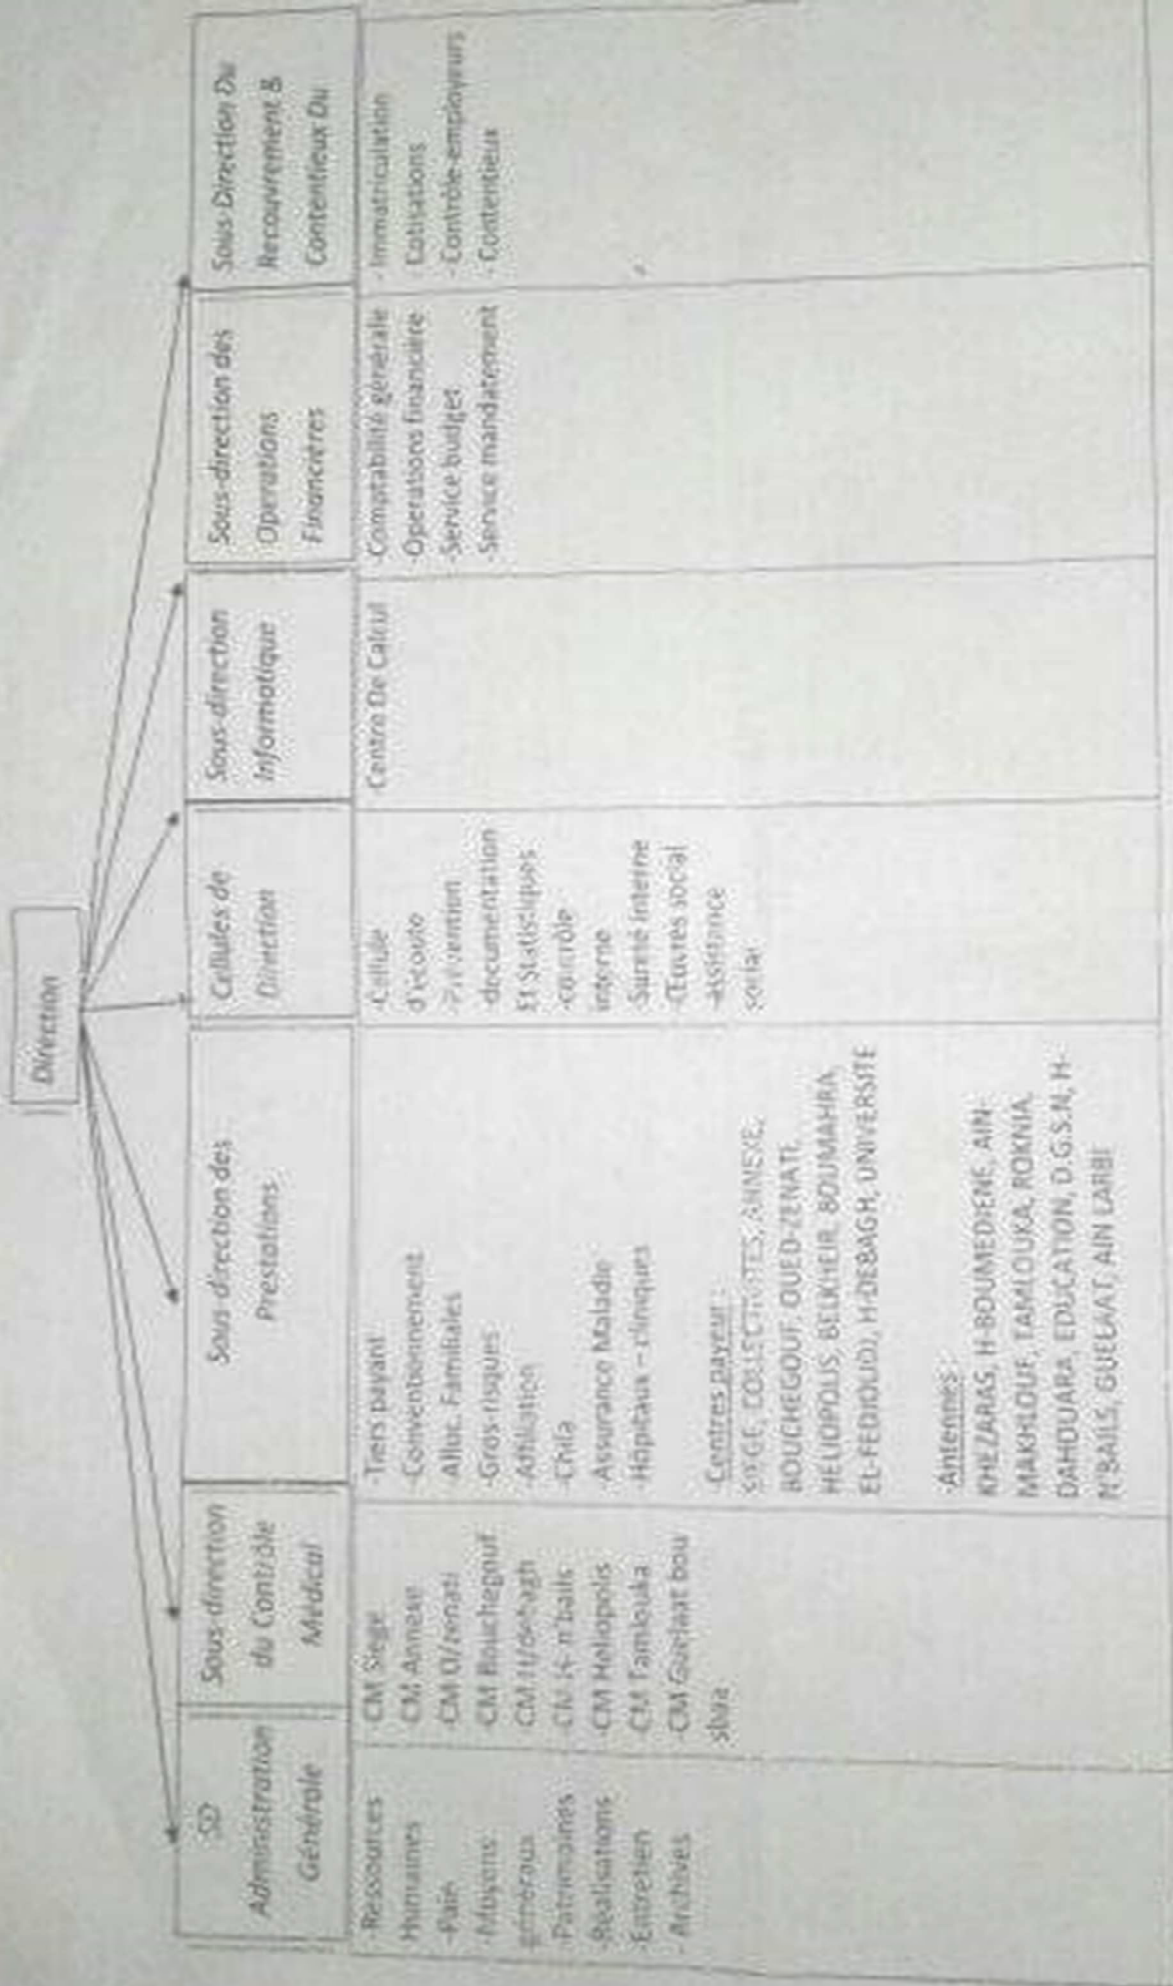 Direction
SD
Administration
Générale
Sous-direction
du Contrôle
Médical
Sous direction des
Prestations
Cellules de
Direction
Sous-direction
Informatique
Sous-direction des
Operations
Financières
Sous Direction Du
Recouvrement &
Contentieux Du
-Ressources
Humaines
-Paie
-Moyens
généraux
-Patrimoines
-Réalisations
-Entretien
- Archives
-CM Siège
-CM Annexe
-CM O/zenati
-CM Bouchegouf
-CM H/debagh
-CM H-n'bails
-CM Héliopolis
-CM Tamlouka
-CM Guelaat bou
sbaa
-Tiers payant
-Conventionnement
Alloc. Familiales
-Gros-risques
-Affiliation
-Chifa
-Assurance Maladie
-Hôpitaux – cliniques
-Centres payeur :
SIEGE, COLLECTIVITES, ANNEXE,
BOUCHEGOUF, OUED-ZENATI,
HELIOPOLIS, BELKHEIR, BOUMAHRA,
EL-FEDJOUDJ, H-DEBAGH, UNIVERSITE
-Antennes :
KHEZARAS, H-BOUMEDIENE, AIN-
MAKHLOUF, TAMLOUKA, ROKNIA,
DAHOUARA, EDUCATION, D.G.S.N, H-
N'BAILS, GUELAAT, AIN LARBI
-Cellule
d'écoute
-Prévention
-documentation
Et Statistiques
-contrôle
interne
-Sureté interne
-Œuvres social
-assistance
social
Centre De Calcul
-Comptabilité générale
-Operations financière
-Service budget
-Service mandatement
- Immatriculation
Cotisations
- Contrôle-employeurs
- Contentieux